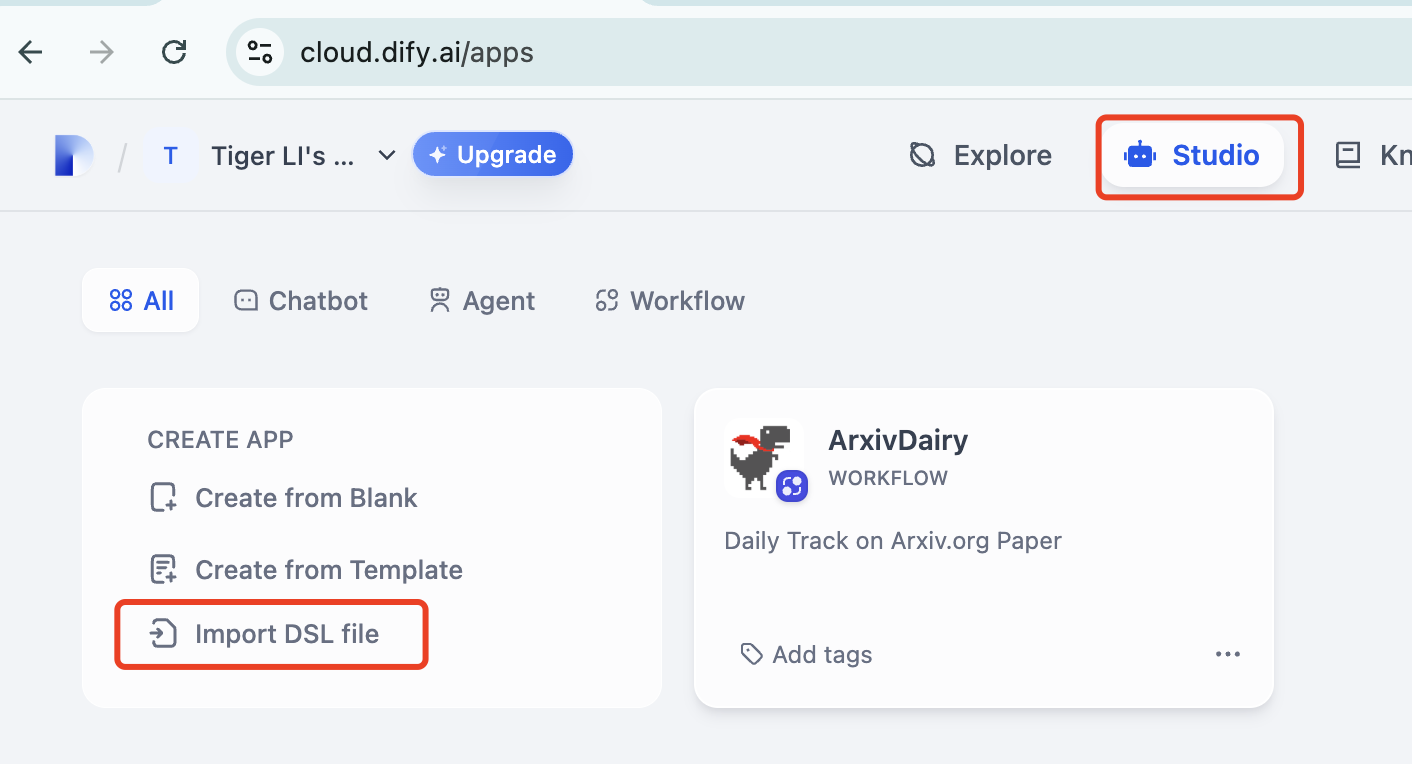 cloud.dify.ai/apps
/ T Tiger LI's ... Upgrade Explore Studio Kn
All Chatbot Agent Workflow
CREATE APP
Create from Blank
Create from Template
Import DSL file
ArxivDairy
WORKFLOW
Daily Track on Arxiv.org Paper
Add tags